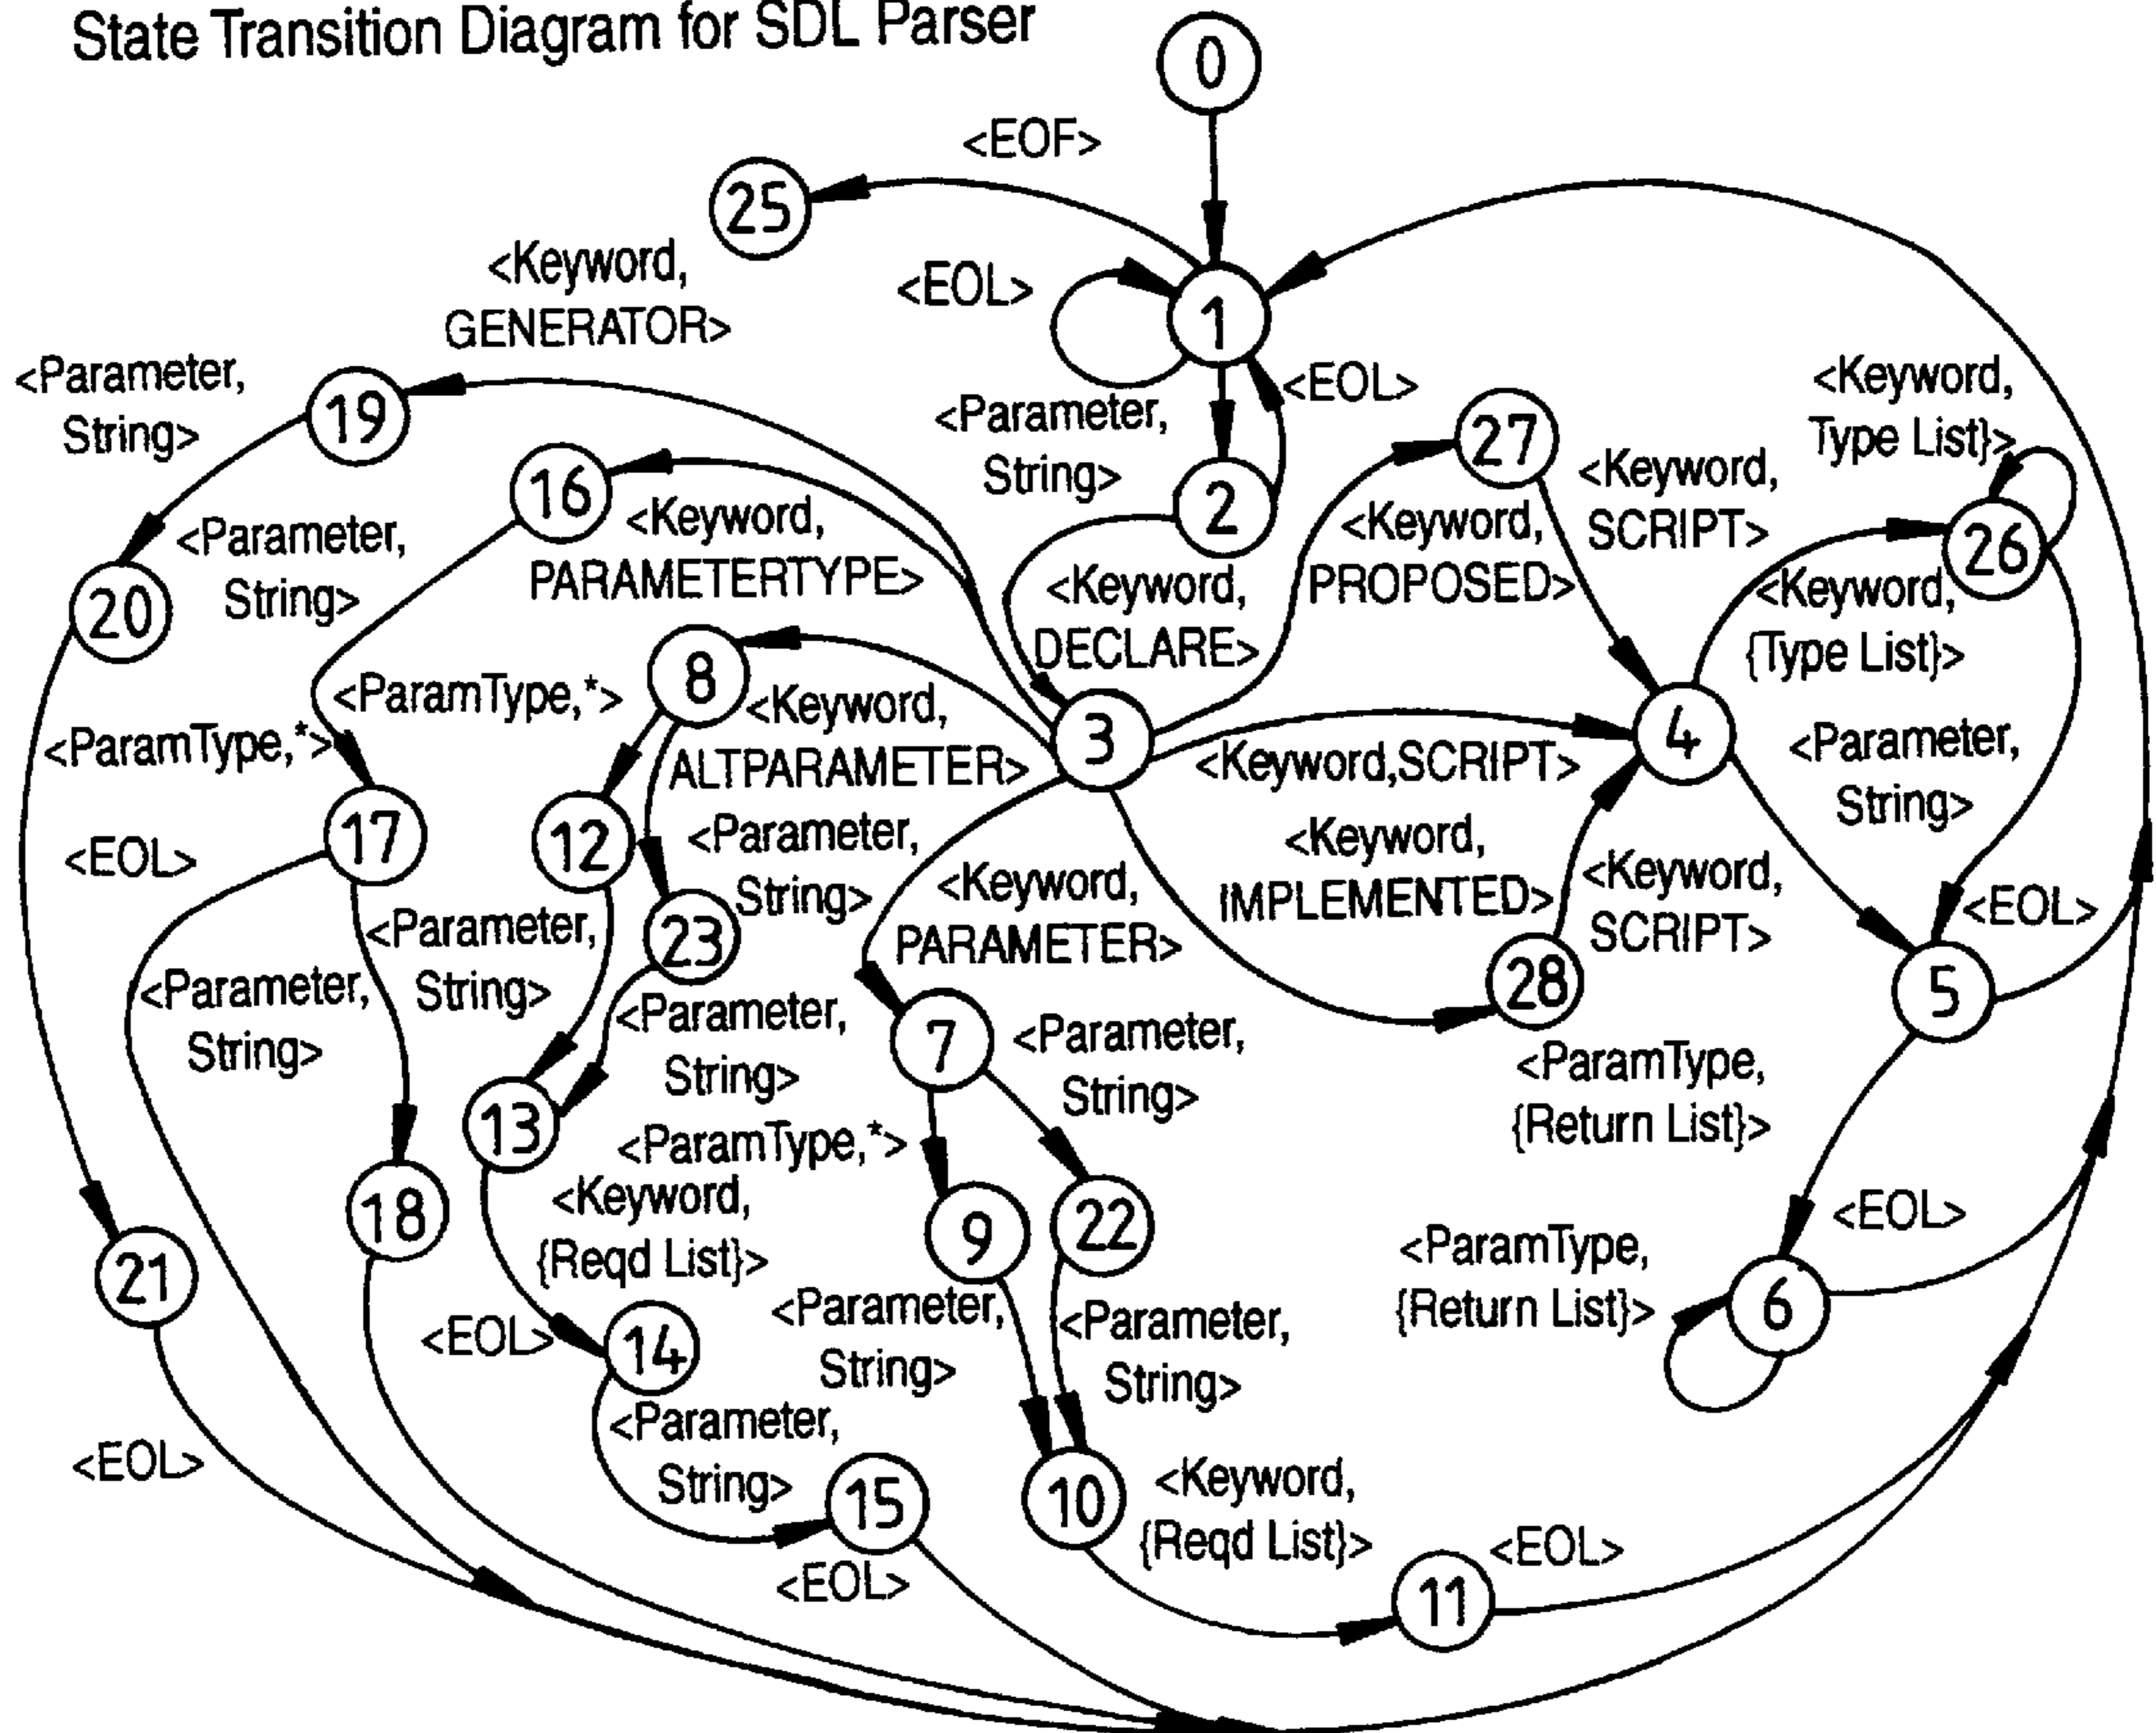 State Transition Diagram for SDL Parser
0
<EOF>
25
<Keyword,
GENERATOR>
<EOL>
1
<Parameter,
String>
19
<Parameter,
String>
<EOL>
27
<Keyword,
Type List}>
16
2
<Keyword,
SCRIPT>
26
<Parameter,
String>
20
<Keyword,
PARAMETERTYPE>
<Keyword,
DECLARE>
<Keyword,
PROPOSED>
<Keyword,
{Type List}>
<ParamType,*>
8
<ParamType,*>
<Keyword,
ALTPARAMETER>
3
<Keyword,SCRIPT>
4
<Parameter,
String>
<EOL>
17
12
<Parameter,
String>
<Keyword,
PARAMETER>
<Keyword,
IMPLEMENTED>
<Keyword,
SCRIPT>
<EOL>
<Parameter,
String>
<Parameter,
String>
23
28
5
<Parameter,
String>
7
<Parameter,
String>
<ParamType,
{Return List}>
13
<ParamType,*>
<Keyword,
{Reqd List}>
18
9
22
<EOL>
21
<ParamType,
{Return List}>
6
<EOL>
14
<Parameter,
String>
<Parameter,
String>
<Parameter,
String>
<EOL>
15
10
<Keyword,
{Reqd List}>
<EOL>
11
<EOL>